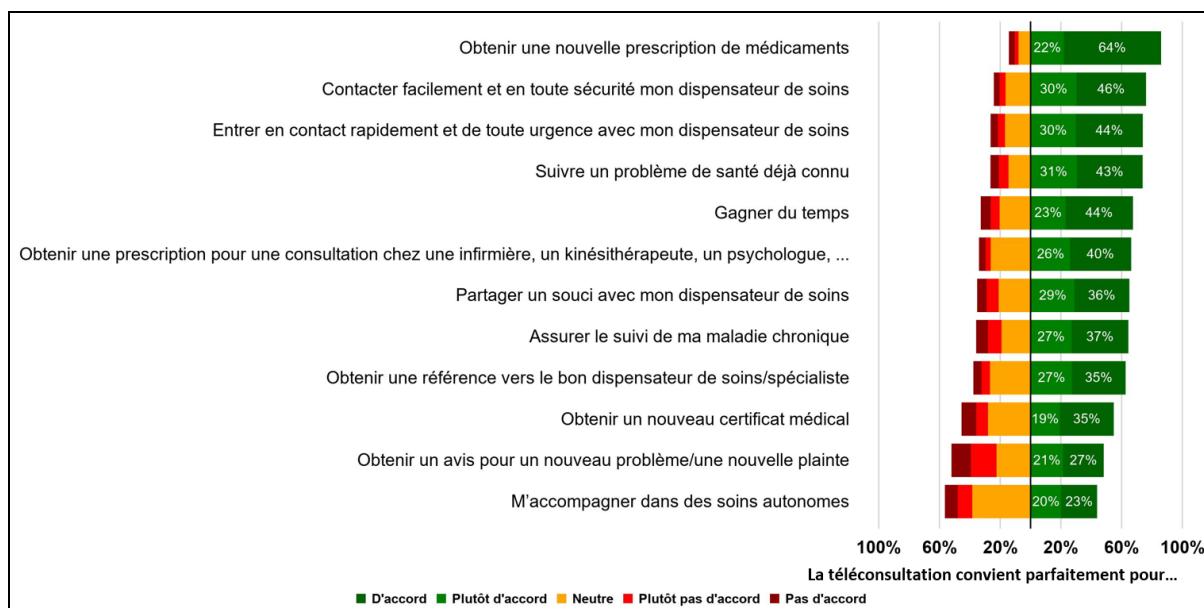 Obtenir une nouvelle prescription de médicaments 22% 64%
Contacter facilement et en toute sécurité mon dispensateur de soins 30% 46%
Entrer en contact rapidement et de toute urgence avec mon dispensateur de soins 30% 44%
Suivre un problème de santé déjà connu 31% 43%
Gagner du temps 23% 44%
Obtenir une prescription pour une consultation chez une infirmière, un kinésithérapeute, un psychologue, ... 26% 40%
Partager un souci avec mon dispensateur de soins 29% 36%
Assurer le suivi de ma maladie chronique 27% 37%
Obtenir une référence vers le bon dispensateur de soins/spécialiste 27% 35%
Obtenir un nouveau certificat médical 19% 35%
Obtenir un avis pour un nouveau problème/une nouvelle plainte 21% 27%
M'accompagner dans des soins autonomes 20% 23%
100% 60% 20% 20% 60% 100%
La téléconsultation convient parfaitement pour...
D'accord Plutôt d'accord Neutre Plutôt pas d'accord Pas d'accord